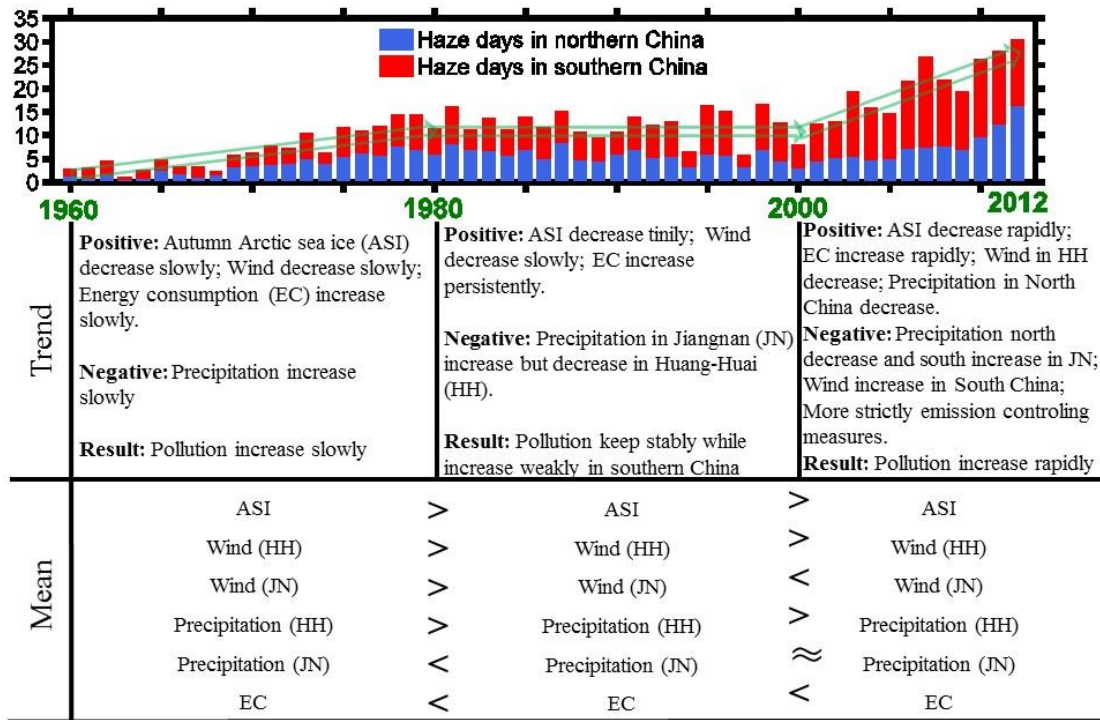 35
30
25
20
15
10
5
0
Haze days in northern China
Haze days in southern China
1960
1980
2000
2012
Trend
Positive: Autumn Arctic sea ice (ASI)
decrease slowly; Wind decrease slowly;
Energy consumption (EC) increase
slowly.
Negative: Precipitation increase
slowly
Result: Pollution increase slowly
Positive: ASI decrease tinily; Wind
decrease slowly; EC increase
persistently.
Negative: Precipitation in Jiangnan (JN)
increase but decrease in Huang-Huai
(HH).
Result: Pollution keep stably while
increase weakly in southern China
Positive: ASI decrease rapidly;
EC increase rapidly; Wind in HH
decrease; Precipitation in North
China decrease.
Negative: Precipitation north
decrease and south increase in JN;
Wind increase in South China;
More strictly emission controling
measures.
Result: Pollution increase rapidly
Mean
ASI > ASI > ASI
Wind (HH) > Wind (HH) > Wind (HH)
Wind (JN) > Wind (JN) < Wind (JN)
Precipitation (HH) > Precipitation (HH) > Precipitation (HH)
Precipitation (JN) < Precipitation (JN) ≈ Precipitation (JN)
EC < EC < EC